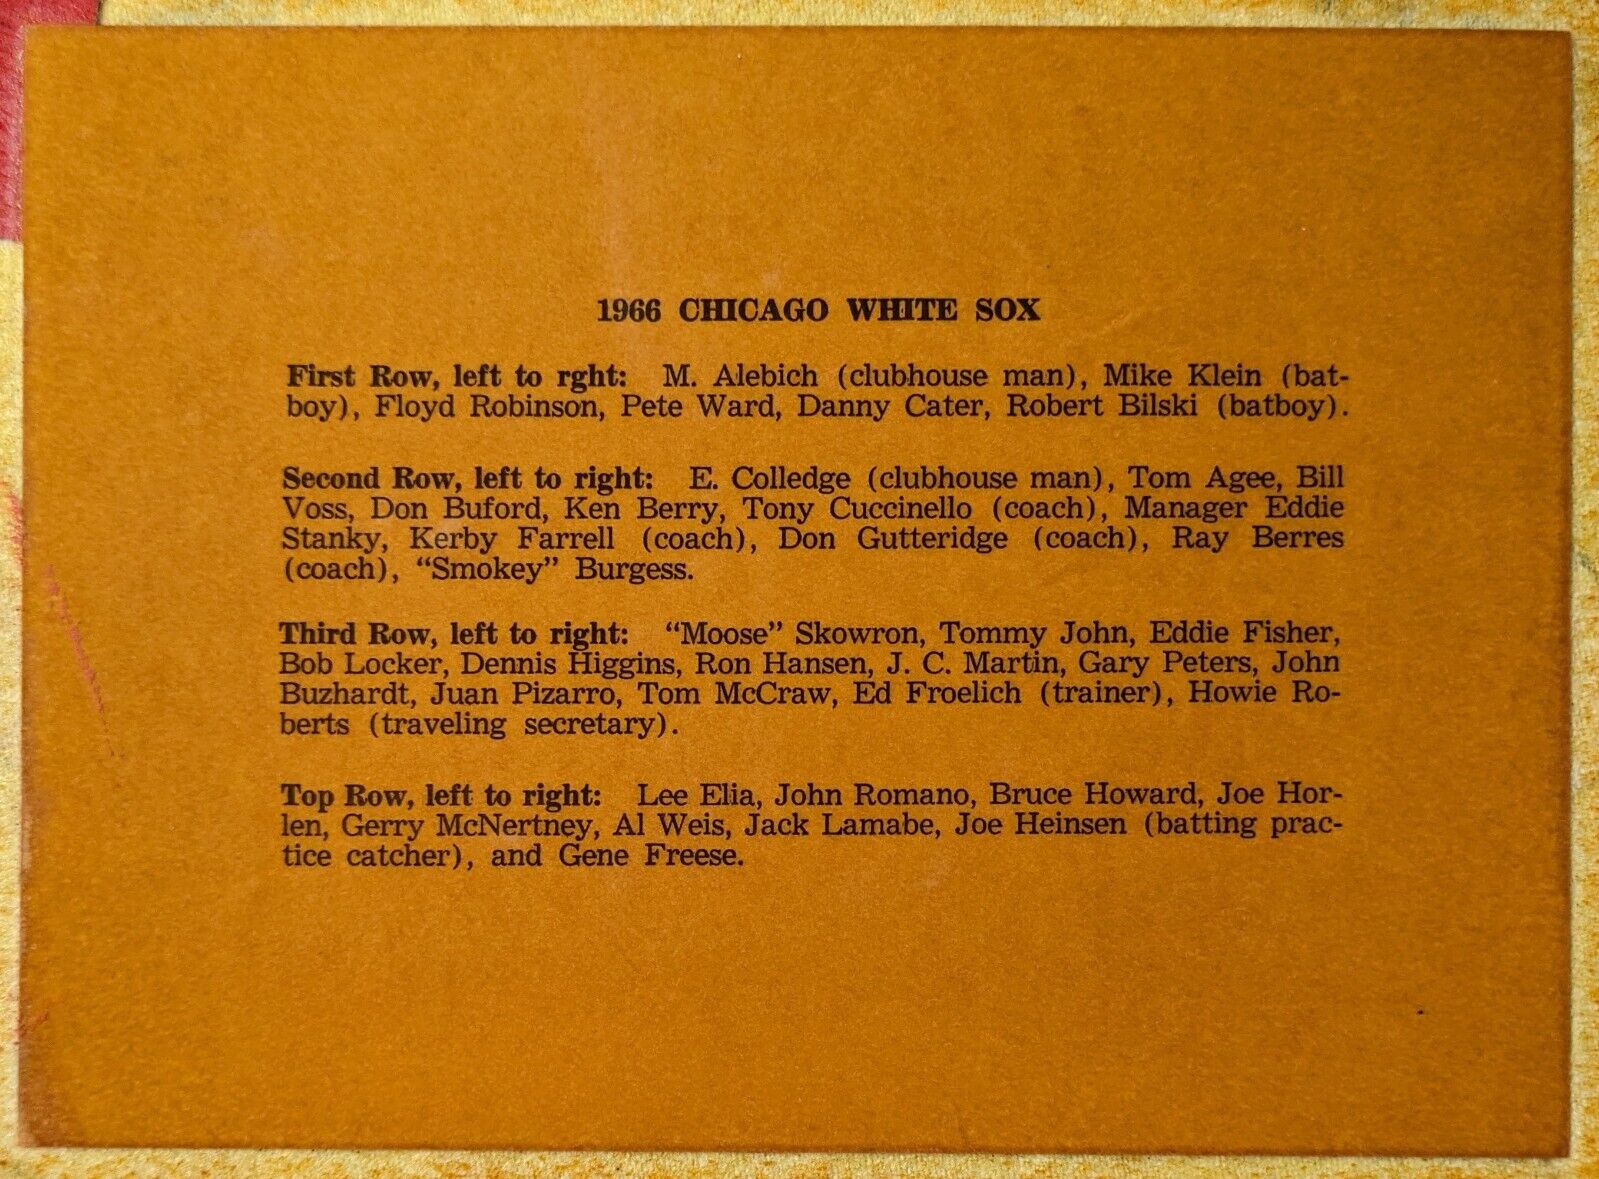 1966 CHICAGO WHITE SOX
First Row, left to rght: M. Alebich (clubhouse man), Mike Klein (bat-
boy), Floyd Robinson, Pete Ward, Danny Cater, Robert Bilski (batboy).
Second Row, left to right: E. Colledge (clubhouse man), Tom Agee, Bill
Voss, Don Buford, Ken Berry, Tony Cuccinello (coach), Manager Eddie
Stanky, Kerby Farrell (coach), Don Gutteridge (coach), Ray Berres
(coach), “Smokey” Burgess.
Third Row, left to right: “Moose” Skowron, Tommy John, Eddie Fisher,
Bob Locker, Dennis Higgins, Ron Hansen, J. C. Martin, Gary Peters, John
Buzhardt, Juan Pizarro, Tom McCraw, Ed Froelich (trainer), Howie Ro-
berts (traveling secretary).
Top Row, left to right: Lee Elia, John Romano, Bruce Howard, Joe Hor-
len, Gerry McNertney, Al Weis, Jack Lamabe, Joe Heinsen (batting prac-
tice catcher), and Gene Freese.